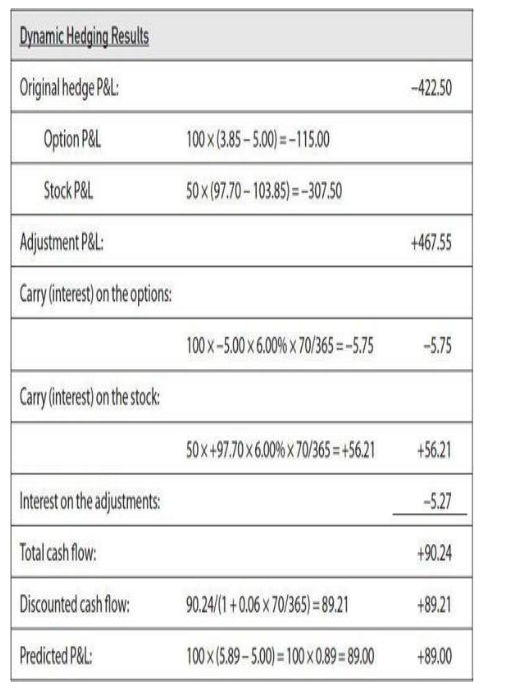 Dynamic Hedging Results
Original hedge P&L: –422.50
Option P&L 100 × (3.85 – 5.00) = –115.00
Stock P&L 50 × (97.70 – 103.85) = –307.50
Adjustment P&L: +467.55
Carry (interest) on the options:
100 × –5.00 × 6.00% × 70/365 = –5.75 –5.75
Carry (interest) on the stock:
50 × +97.70 × 6.00% × 70/365 = +56.21 +56.21
Interest on the adjustments: –5.27
Total cash flow: +90.24
Discounted cash flow: 90.24/(1 + 0.06 × 70/365) = 89.21 +89.21
Predicted P&L: 100 × (5.89 – 5.00) = 100 × 0.89 = 89.00 +89.00